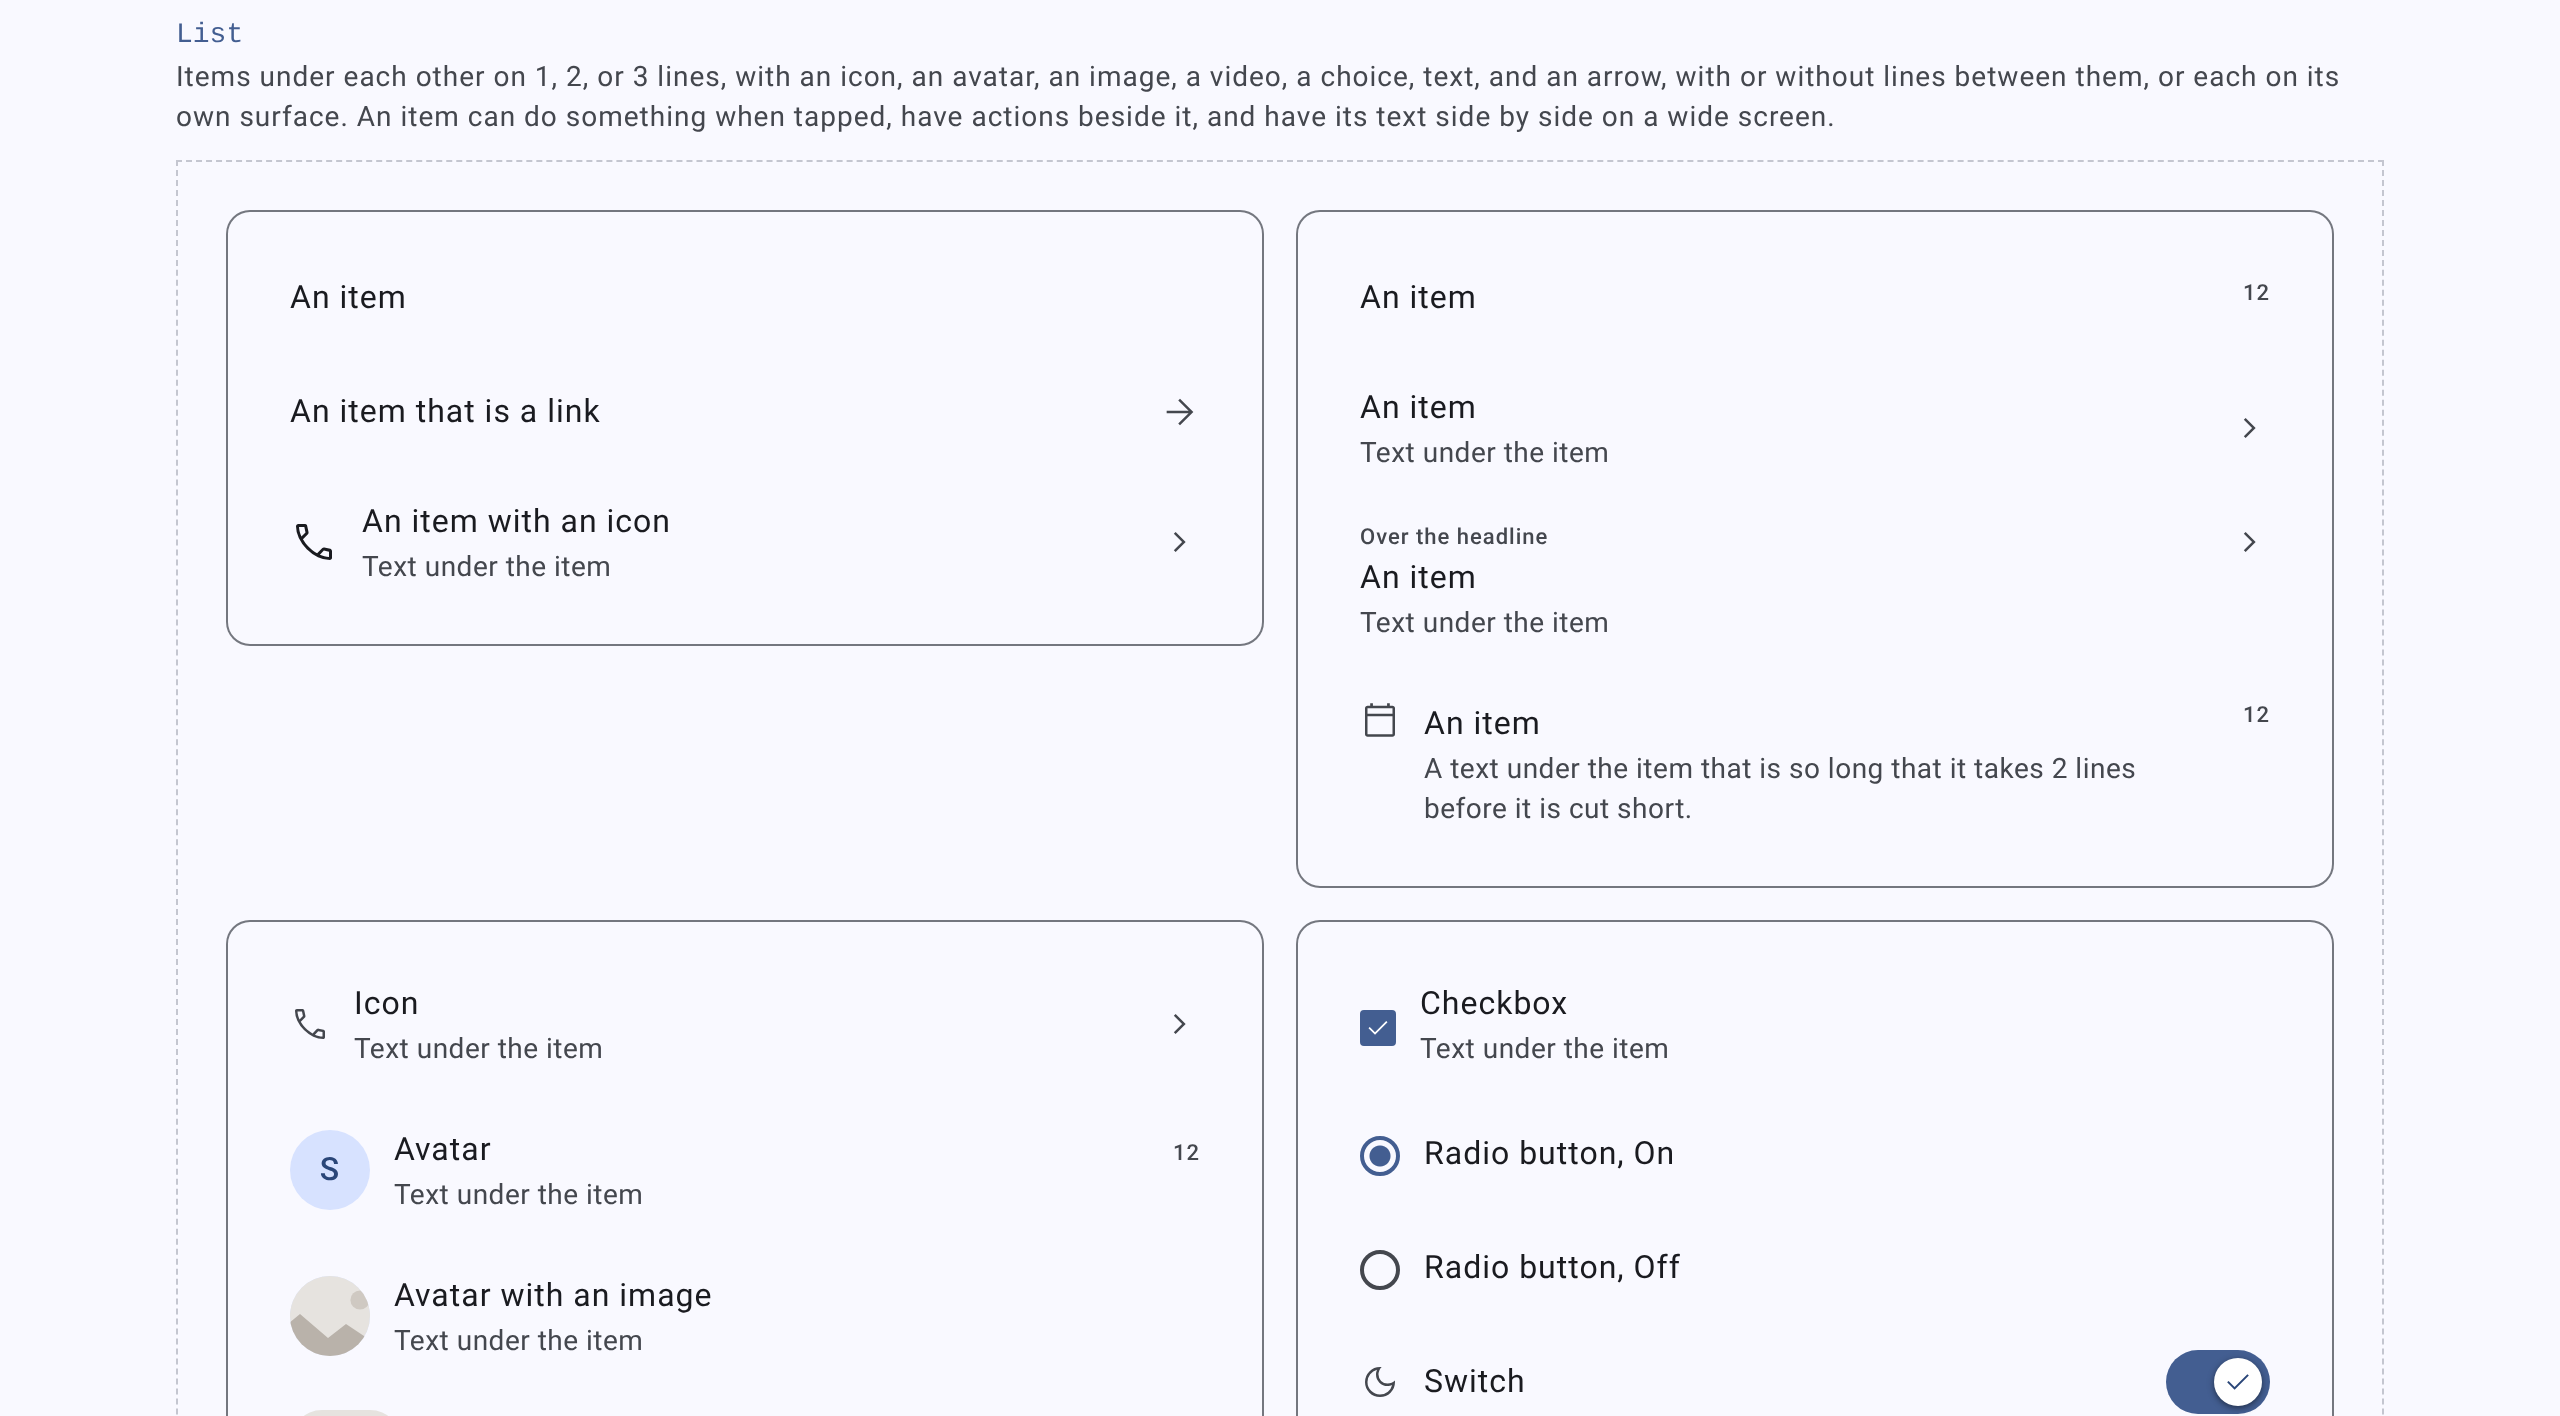 List
Items under each other on 1, 2, or 3 lines, with an icon, an avatar, an image, a video, a choice, text, and an arrow, with or without lines between them, or each on its
own surface. An item can do something when tapped, have actions beside it, and have its text side by side on a wide screen.
An item
An item that is a link
An item with an icon
Text under the item
An item
12
An item
Text under the item
Over the headline
An item
Text under the item
An item
12
A text under the item that is so long that it takes 2 lines
before it is cut short.
Icon
Text under the item
S
Avatar
12
Text under the item
Avatar with an image
Text under the item
Checkbox
Text under the item
Radio button, On
Radio button, Off
Switch